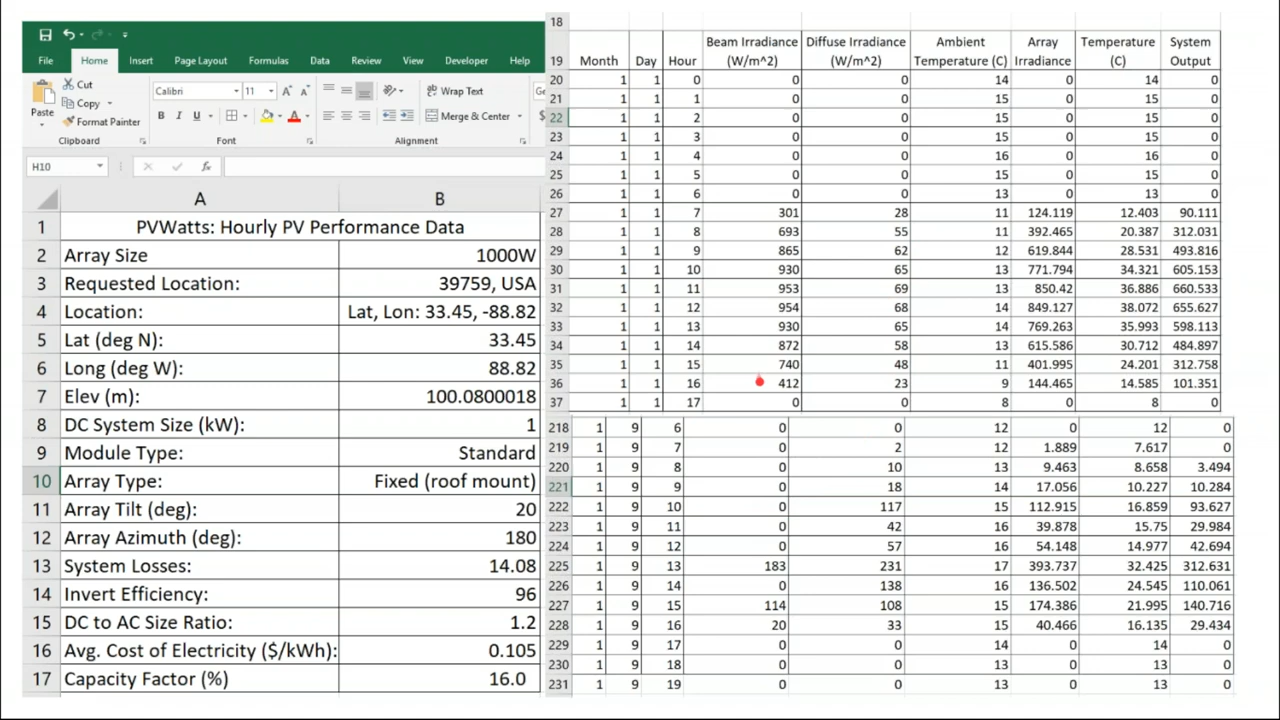 File Home Insert Page Layout Formulas Data Review View Developer Help
Cut
Copy
Paste
Format Painter
Calibri 11
A A
B I U
Wrap Text
Merge & Center
Clipboard Font Alignment
H10 fx
A B
1 PVWatts: Hourly PV Performance Data
2 Array Size 1000W
3 Requested Location: 39759, USA
4 Location: Lat, Lon: 33.45, -88.82
5 Lat (deg N): 33.45
6 Long (deg W): 88.82
7 Elev (m): 100.0800018
8 DC System Size (kW): 1
9 Module Type: Standard
10 Array Type: Fixed (roof mount)
11 Array Tilt (deg): 20
12 Array Azimuth (deg): 180
13 System Losses: 14.08
14 Invert Efficiency: 96
15 DC to AC Size Ratio: 1.2
16 Avg. Cost of Electricity ($/kWh): 0.105
17 Capacity Factor (%) 16.0
18
Beam Irradiance Diffuse Irradiance Ambient Array Temperature System
19 Month Day Hour (W/m^2) (W/m^2) Temperature (C) Irradiance (C) Output
20 1 1 0 0 0 14 0 14 0
21 1 1 1 0 0 15 0 15 0
22 1 1 2 0 0 15 0 15 0
23 1 1 3 0 0 15 0 15 0
24 1 1 4 0 0 16 0 16 0
25 1 1 5 0 0 15 0 15 0
26 1 1 6 0 0 13 0 13 0
27 1 1 7 301 28 11 124.119 12.403 90.111
28 1 1 8 693 55 11 392.465 20.387 312.031
29 1 1 9 865 62 12 619.844 28.531 493.816
30 1 1 10 930 65 13 771.794 34.321 605.153
31 1 1 11 953 69 13 850.42 36.886 660.533
32 1 1 12 954 68 14 849.127 38.072 655.627
33 1 1 13 930 65 14 769.263 35.993 598.113
34 1 1 14 872 58 13 615.586 30.712 484.897
35 1 1 15 740 48 11 401.995 24.201 312.758
36 1 1 16 412 23 9 144.465 14.585 101.351
37 1 1 17 0 0 8 0 8 0
218 1 9 6 0 0 12 0 12 0
219 1 9 7 0 2 12 1.889 7.617 0
220 1 9 8 0 10 13 9.463 8.658 3.494
221 1 9 9 0 18 14 17.056 10.227 10.284
222 1 9 10 0 117 15 112.915 16.859 93.627
223 1 9 11 0 42 16 39.878 15.75 29.984
224 1 9 12 0 57 16 54.148 14.977 42.694
225 1 9 13 183 231 17 393.737 32.425 312.631
226 1 9 14 0 138 16 136.502 24.545 110.061
227 1 9 15 114 108 15 174.386 21.995 140.716
228 1 9 16 20 33 15 40.466 16.135 29.434
229 1 9 17 0 0 14 0 14 0
230 1 9 18 0 0 13 0 13 0
231 1 9 19 0 0 13 0 13 0